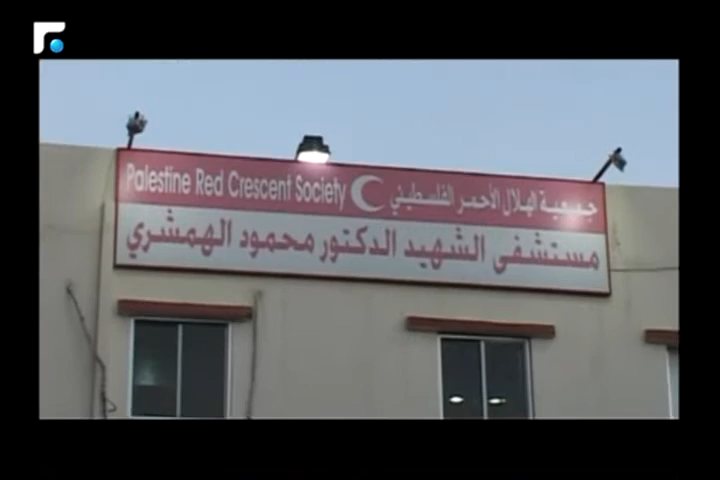 Palestine Red Crescent Society جمعية الهلال الأحمر الفلسطيني
مستشفى الشهيد الدكتور محمود الهمشري